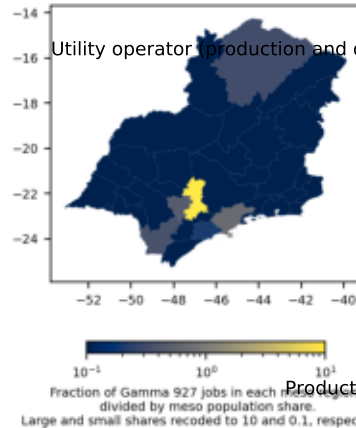 −14
Utility operator (production and
−16
−18
−20
−22
−24
−52 −50 −48 −46 −44 −42 −40
10⁻¹ 10⁰ 10¹
Product
Fraction of Gamma 927 jobs in each meso
divided by meso population share.
Large and small shares recoded to 10 and 0.1, respec